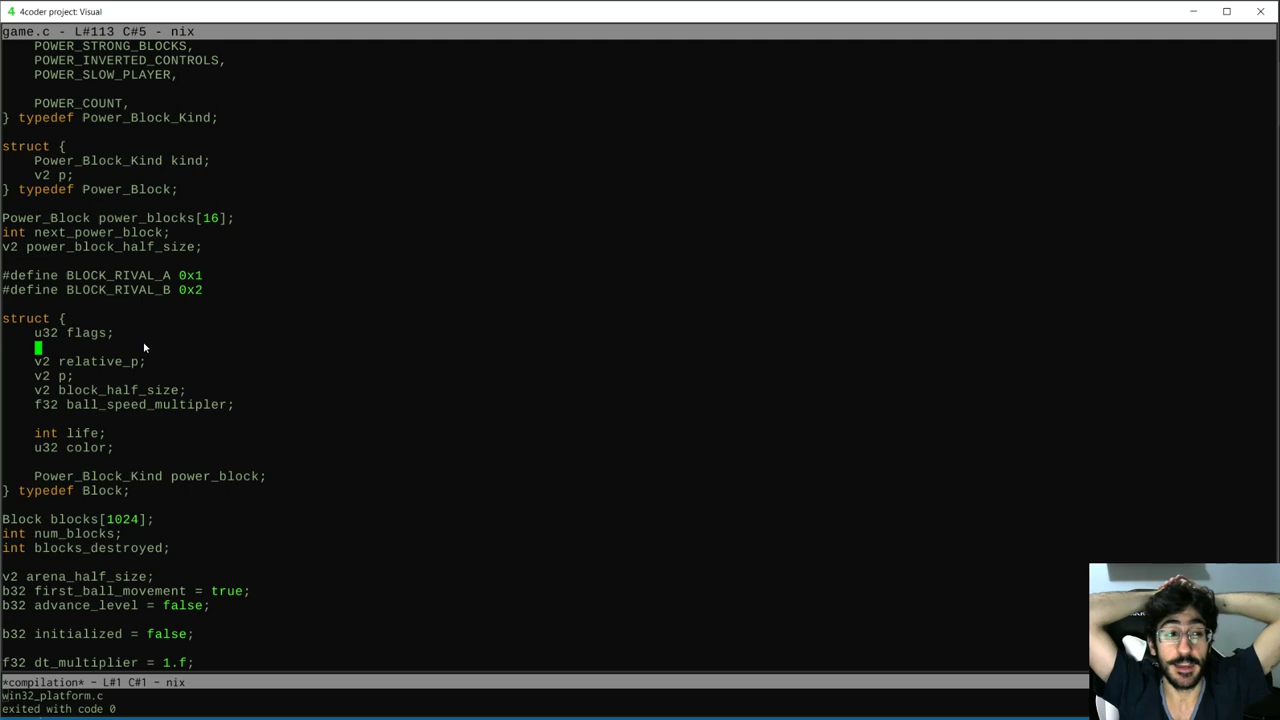 4 4coder project: Visual
game.c - L#113 C#5 - nix
POWER_STRONG_BLOCKS,
POWER_INVERTED_CONTROLS,
POWER_SLOW_PLAYER,
POWER_COUNT,
} typedef Power_Block_Kind;
struct {
Power_Block_Kind kind;
v2 p;
} typedef Power_Block;
Power_Block power_blocks[16];
int next_power_block;
v2 power_block_half_size;
#define BLOCK_RIVAL_A 0x1
#define BLOCK_RIVAL_B 0x2
struct {
u32 flags;
v2 relative_p;
v2 p;
v2 block_half_size;
f32 ball_speed_multipler;
int life;
u32 color;
Power_Block_Kind power_block;
} typedef Block;
Block blocks[1024];
int num_blocks;
int blocks_destroyed;
v2 arena_half_size;
b32 first_ball_movement = true;
b32 advance_level = false;
b32 initialized = false;
f32 dt_multiplier = 1.f;
*compilation* - L#1 C#1 - nix
win32_platform.c
exited with code 0